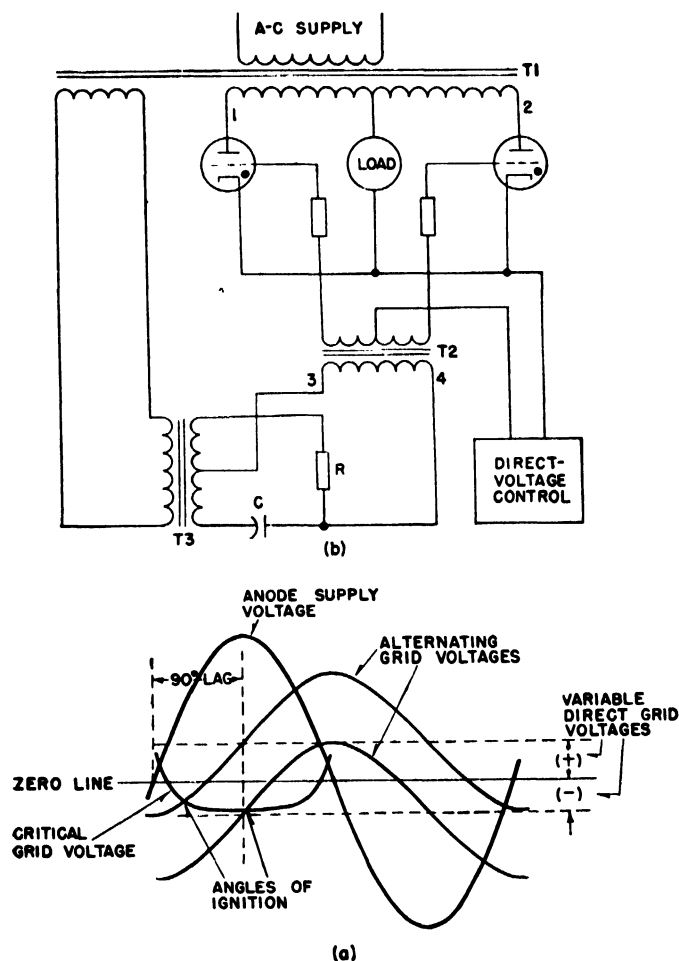 A-C SUPPLY
T1
1
2
LOAD
T2
3
4
R
C
T3
DIRECT-
VOLTAGE
CONTROL
(b)
ANODE SUPPLY
VOLTAGE
ALTERNATING
GRID VOLTAGES
90° LAG
VARIABLE
DIRECT GRID
VOLTAGES
(+)
ZERO LINE
(-)
CRITICAL
GRID VOLTAGE
ANGLES OF
IGNITION
(a)